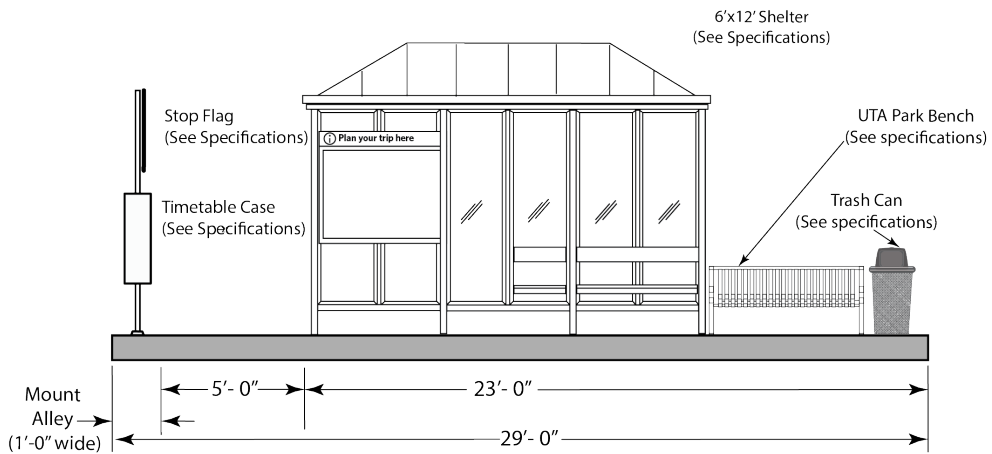 6’x12’ Shelter
(See Specifications)
Stop Flag
(See Specifications)
UTA Park Bench
(See specifications)
ⓘ Plan your trip here
Timetable Case
(See Specifications)
Trash Can
(See specifications)
Mount
Alley
(1’-0” wide)
5’- 0”
23’- 0”
29’- 0”